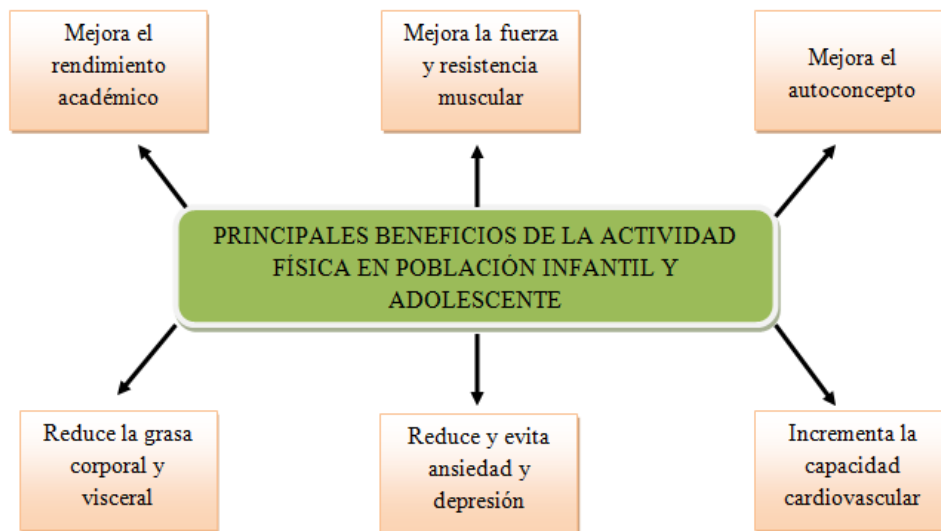 Mejora el
rendimiento
académico
Mejora la fuerza
y resistencia
muscular
Mejora el
autoconcepto
PRINCIPALES BENEFICIOS DE LA ACTIVIDAD
FÍSICA EN POBLACIÓN INFANTIL Y
ADOLESCENTE
Reduce la grasa
corporal y
visceral
Reduce y evita
ansiedad y
depresión
Incrementa la
capacidad
cardiovascular